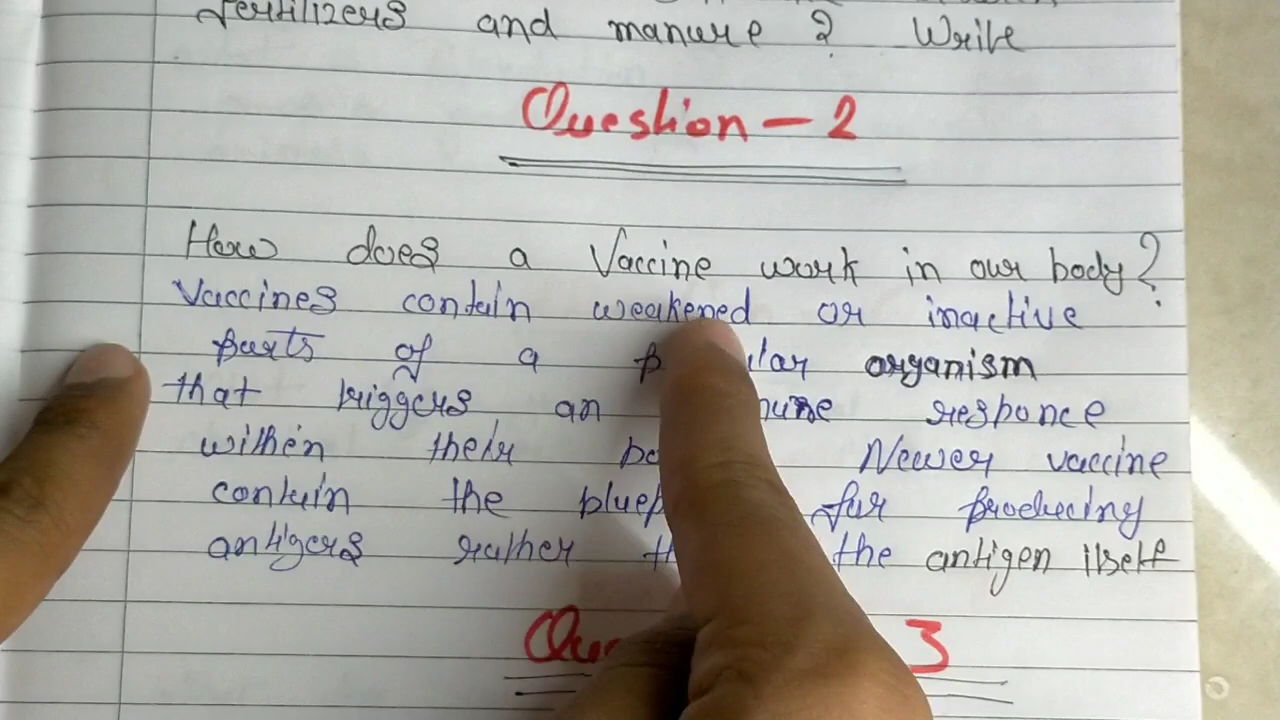 fertilizers and manure ? Write
Question - 2
How does a Vaccine work in our body?
Vaccines contain weakened or inactive
parts of a organism
that triggers an responce
within their Newer vaccine
contain the for producing
antigers rather the antigen itself
3